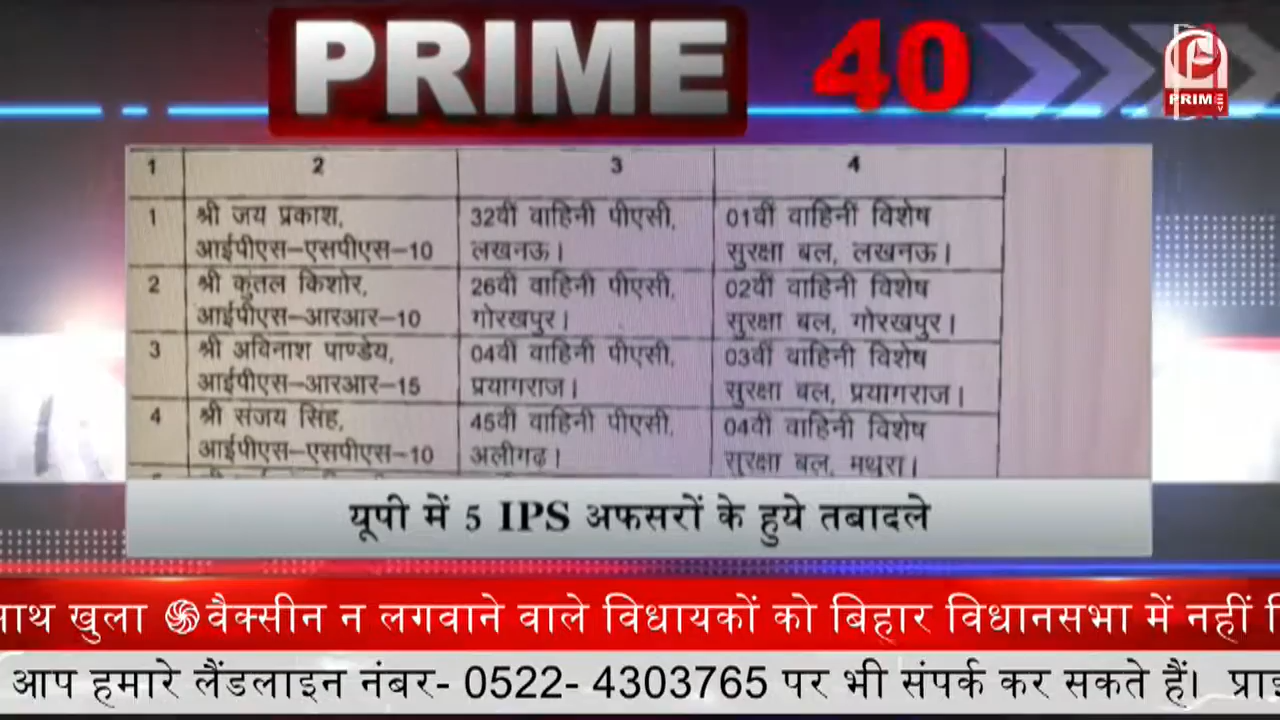 PRIME 40
PRIME
1 2 3 4
1 श्री जय प्रकाश, 32वी वाहिनी पीएसी, 01वीं वाहिनीं विशेष
आईपीएस-एसपीएस-10 लखनऊ। सुरक्षा बल, लखनऊ।
2 श्री कुंतल किशोर, 26वी वाहिनी पीएसी, 02वीं वाहिनी विशेष
आईपीएस-आरआर-10 गोरखपुर। सुरक्षा बल, गोरखपुर।
3 श्री अविनाश पाण्डेय, 04वी वाहिनी पीएसी, 03वीं वाहिनी विशेष
आईपीएस-आरआर-15 प्रयागराज। सुरक्षा बल, प्रयागराज।
4 श्री संजय सिंह, 45वी वाहिनी पीएसी, 04वीं वाहिनी विशेष
आईपीएस-एसपीएस-10 अलीगढ़। सुरक्षा बल, मथुरा।
यूपी में 5 IPS अफसरों के हुये तबादले
खुला वैक्सीन न लगवाने वाले विधायकों को बिहार विधानसभा में नहीं
आप हमारे लैंडलाइन नंबर- 0522- 4303765 पर भी संपर्क कर सकते हैं।